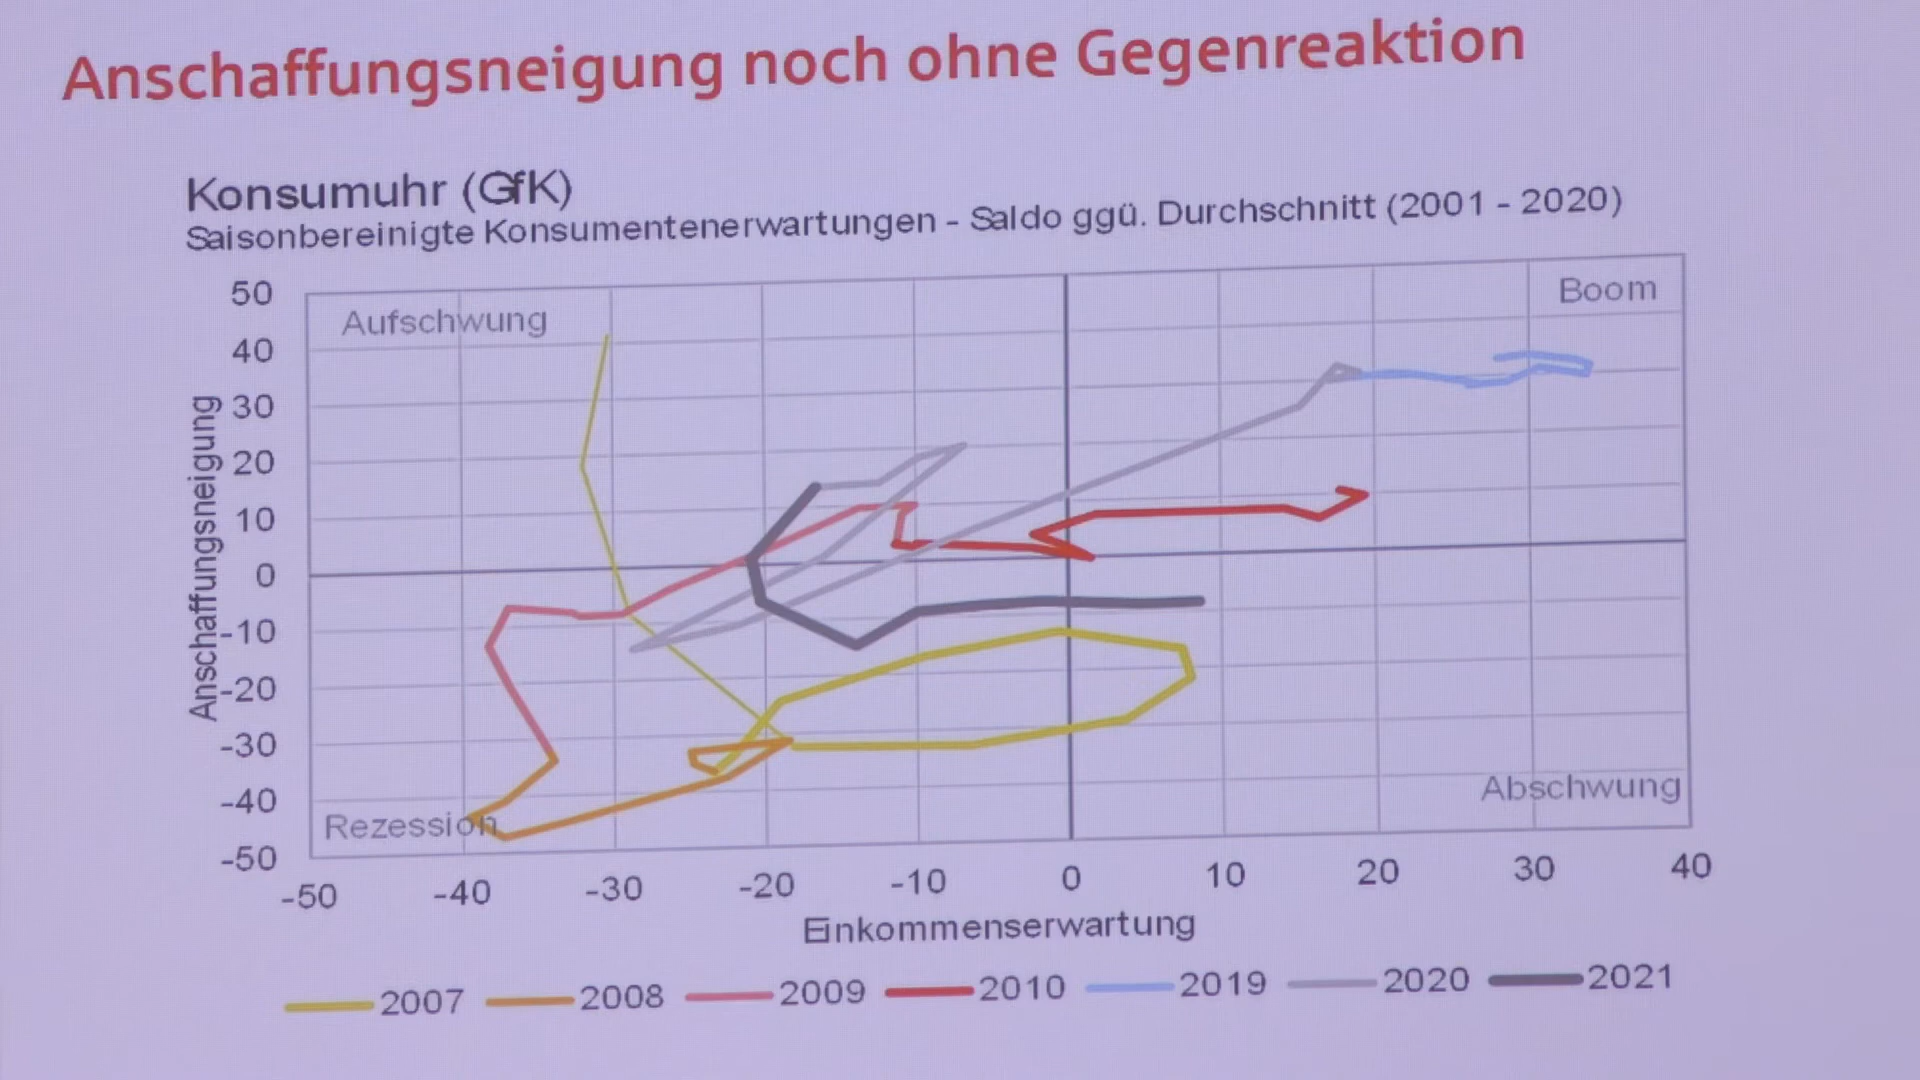 Anschaffungsneigung noch ohne Gegenreaktion
Konsumuhr (GfK)
Saisonbereinigte Konsumentenerwartungen - Saldo ggü. Durchschnitt (2001 - 2020)
Anschaffungsneigung
50
40
30
20
10
0
-10
-20
-30
-40
-50
Aufschwung
Boom
Rezession
Abschwung
-50 -40 -30 -20 -10 0 10 20 30 40
Einkommenserwartung
2007 2008 2009 2010 2019 2020 2021